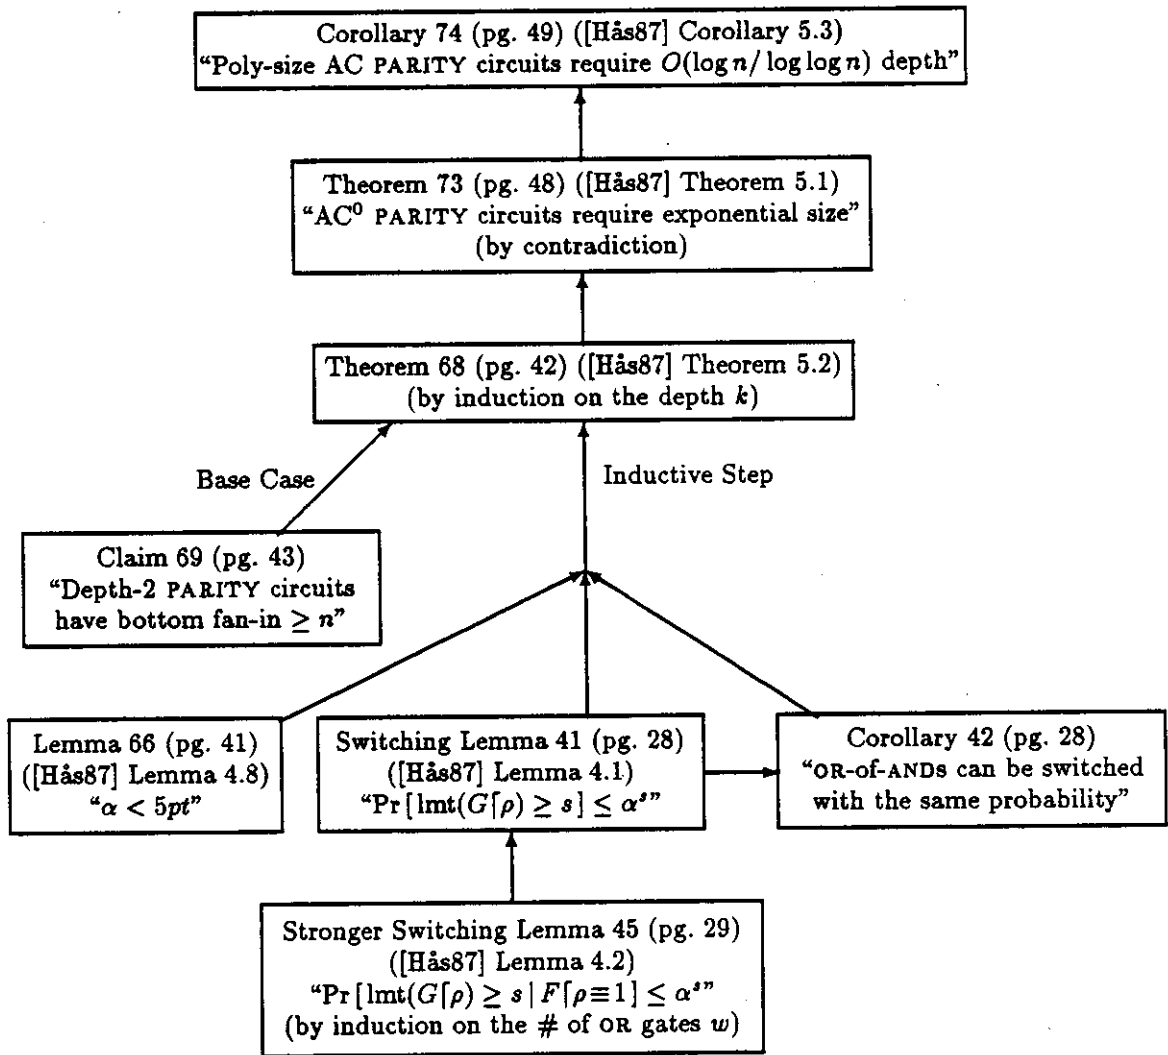 Corollary 74 (pg. 49) ([Hås87] Corollary 5.3)
“Poly-size AC PARITY circuits require O(log n/ log log n) depth”
Theorem 73 (pg. 48) ([Hås87] Theorem 5.1)
“AC⁰ PARITY circuits require exponential size”
(by contradiction)
Theorem 68 (pg. 42) ([Hås87] Theorem 5.2)
(by induction on the depth k)
Base Case
Inductive Step
Claim 69 (pg. 43)
“Depth-2 PARITY circuits
have bottom fan-in ≥ n”
Lemma 66 (pg. 41)
([Hås87] Lemma 4.8)
“α < 5pt”
Switching Lemma 41 (pg. 28)
([Hås87] Lemma 4.1)
“Pr[lmt(G⌈ρ) ≥ s] ≤ αˢ”
Corollary 42 (pg. 28)
“OR-of-ANDs can be switched
with the same probability”
Stronger Switching Lemma 45 (pg. 29)
([Hås87] Lemma 4.2)
“Pr[lmt(G⌈ρ) ≥ s | F⌈ρ≡1] ≤ αˢ”
(by induction on the # of OR gates w)